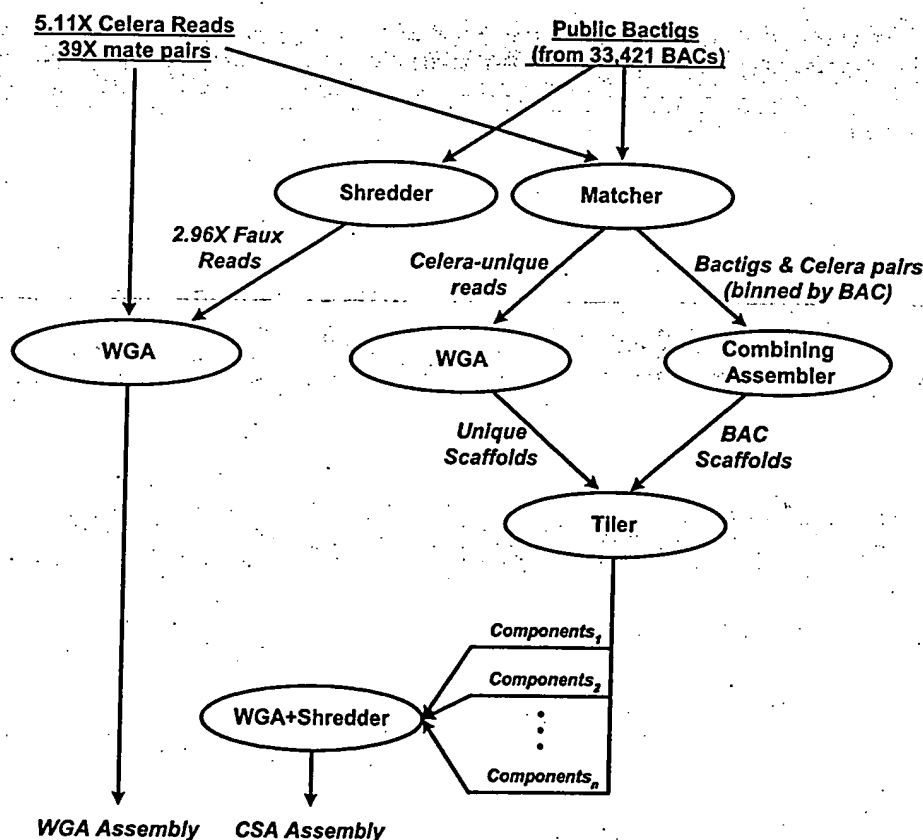 5.11X Celera Reads
39X mate pairs
Public Bactigs
(from 33,421 BACs)
Shredder
Matcher
2.96X Faux
Reads
Celera-unique
reads
Bactigs & Celera pairs
(binned by BAC)
WGA
WGA
Combining
Assembler
Unique
Scaffolds
BAC
Scaffolds
Tiler
Components1
Components2
WGA+Shredder
Componentsn
WGA Assembly
CSA Assembly